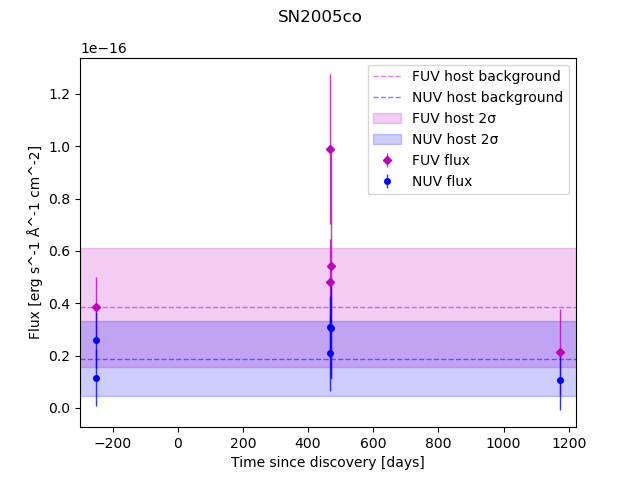 SN2005co
1e−16
FUV host background
NUV host background
FUV host 2σ
NUV host 2σ
FUV flux
NUV flux
1.2
1.0
0.8
0.6
0.4
0.2
0.0
Flux [erg s^-1 Å^-1 cm^-2]
−200 0 200 400 600 800 1000 1200
Time since discovery [days]